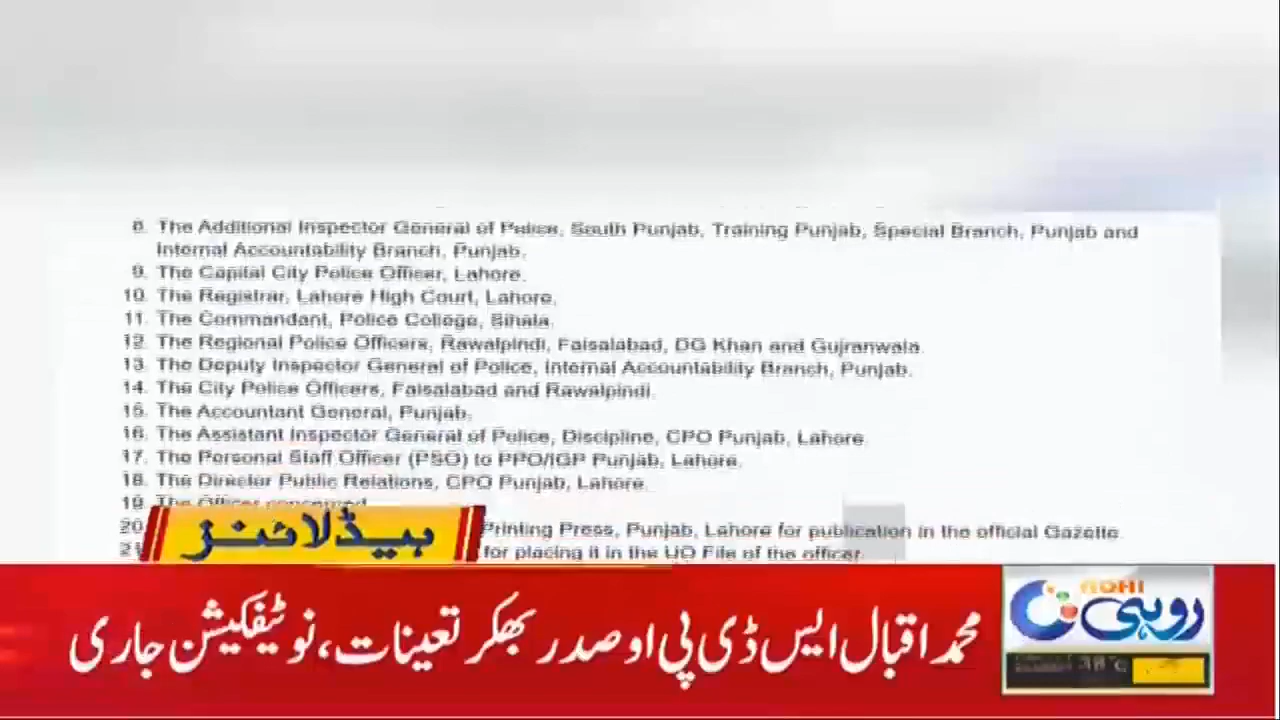 8. The Additional Inspector General of Police, South Punjab, Training Punjab, Special Branch, Punjab and
Internal Accountability Branch, Punjab.
9. The Capital City Police Officer, Lahore.
10. The Registrar, Lahore High Court, Lahore.
11. The Commandant, Police College, Sihala.
12. The Regional Police Officers, Rawalpindi, Faisalabad, DG Khan and Gujranwala.
13. The Deputy Inspector General of Police, Internal Accountability Branch, Punjab.
14. The City Police Officers, Faisalabad and Rawalpindi.
15. The Accountant General, Punjab.
16. The Assistant Inspector General of Police, Discipline, CPO Punjab, Lahore
17. The Personal Staff Officer (PSO) to PPO/IGP Punjab, Lahore.
18. The Director Public Relations, CPO Punjab, Lahore.
19. The Officer concerned
20 Printing Press, Punjab, Lahore for publication in the official Gazette.
for placing it in the UO File of the officer.
ہیڈلائنز
محمد اقبال ایس ڈی پی او صدر بھکر تعینات، نوٹیفکیشن جاری
ROHI
روہی
38°C